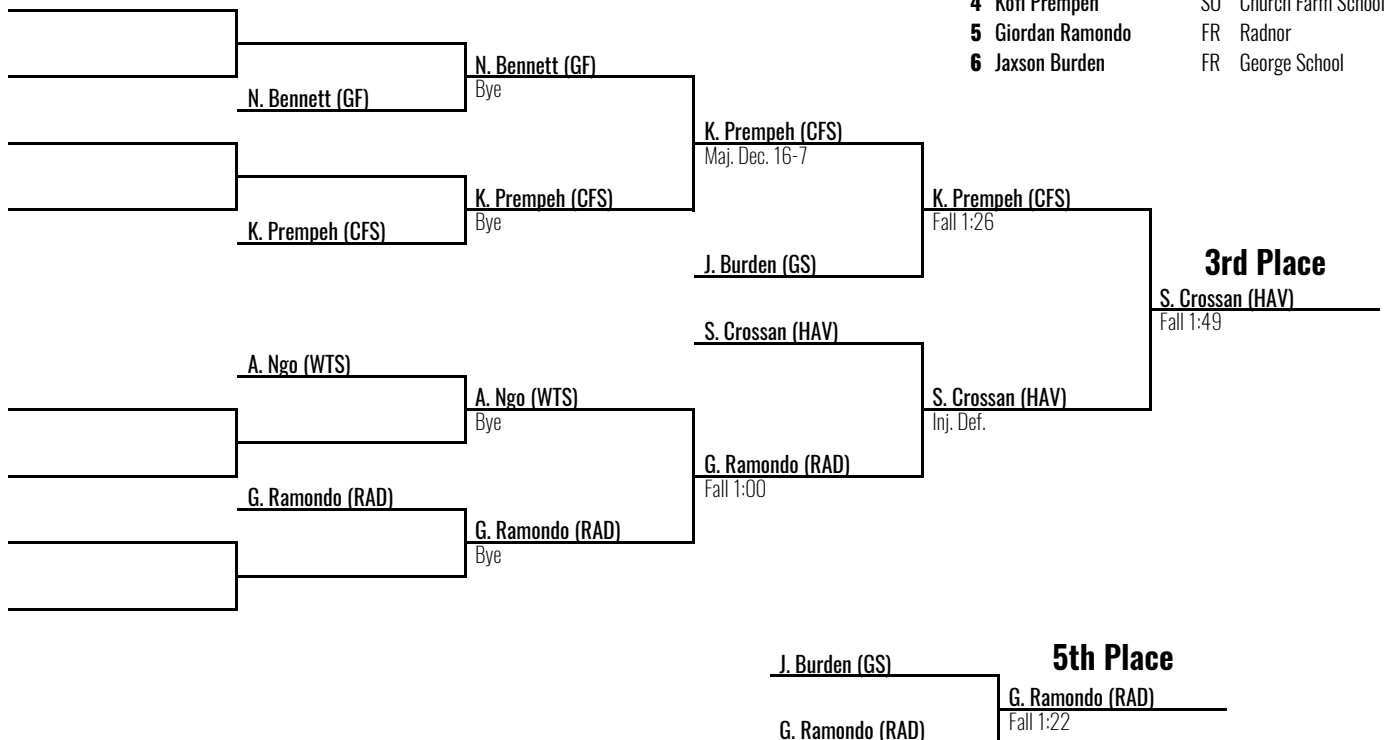 4 Kofi Prempeh SO Church Farm School
5 Giordan Ramondo FR Radnor
6 Jaxson Burden FR George School
N. Bennett (GF)
Bye
N. Bennett (GF)
K. Prempeh (CFS)
Maj. Dec. 16-7
K. Prempeh (CFS)
Bye
K. Prempeh (CFS)
Fall 1:26
K. Prempeh (CFS)
J. Burden (GS)
3rd Place
S. Crossan (HAV)
Fall 1:49
S. Crossan (HAV)
A. Ngo (WTS)
A. Ngo (WTS)
Bye
S. Crossan (HAV)
Inj. Def.
G. Ramondo (RAD)
Fall 1:00
G. Ramondo (RAD)
G. Ramondo (RAD)
Bye
5th Place
J. Burden (GS)
G. Ramondo (RAD)
Fall 1:22
G. Ramondo (RAD)